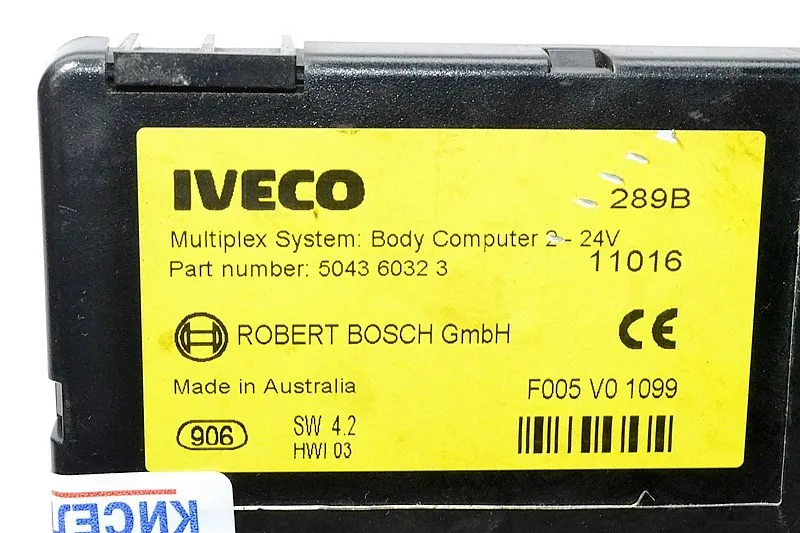 IVECO
289B
Multiplex System: Body Computer 2 - 24V
Part number: 5043 6032 3
11016
ROBERT BOSCH GmbH
CE
Made in Australia
F005 V0 1099
906
SW 4.2
HWI 03